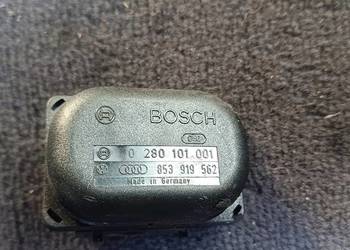 BOSCH
0 280 101 001
853 919 562
Made in Germany